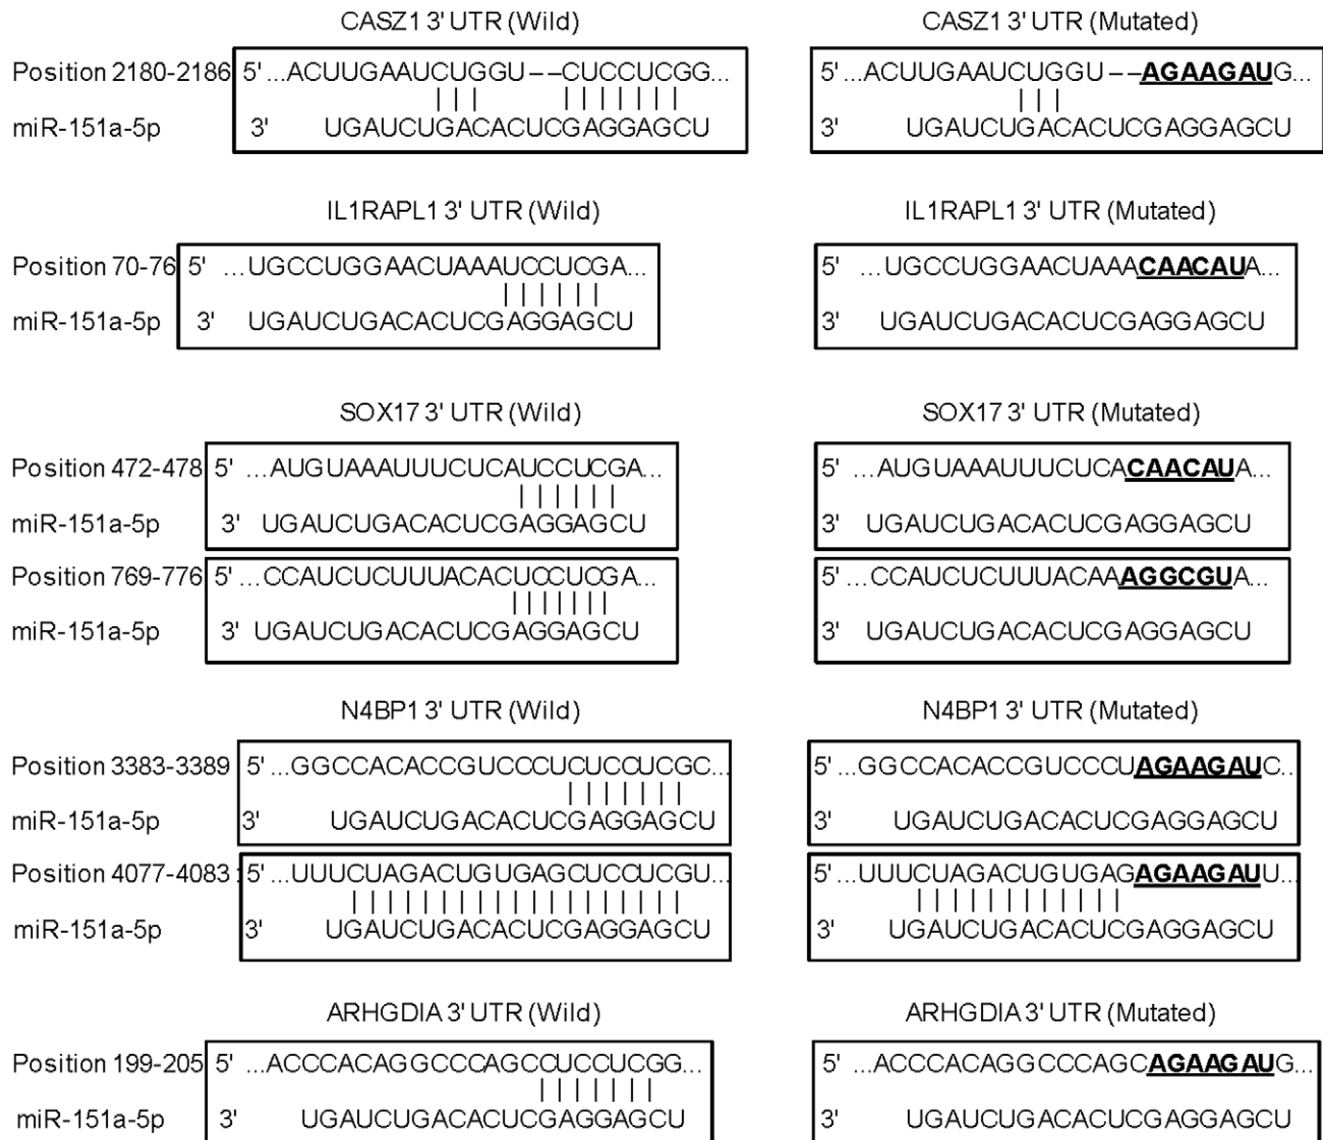 CASZ1 3' UTR (Wild) CASZ1 3' UTR (Mutated)
Position 2180-2186 5' ...ACUUGAAUCUGGU--CUCCUCGG... 5' ...ACUUGAAUCUGGU--AGAAGAUG...
miR-151a-5p 3' UGAUCUGACACUCGAGGAGCU 3' UGAUCUGACACUCGAGGAGCU
IL1RAPL1 3' UTR (Wild) IL1RAPL1 3' UTR (Mutated)
Position 70-76 5' ...UGCCUGGAACUAAAUCCUCGA... 5' ...UGCCUGGAACUAAACAACAUA...
miR-151a-5p 3' UGAUCUGACACUCGAGGAGCU 3' UGAUCUGACACUCGAGGAGCU
SOX17 3' UTR (Wild) SOX17 3' UTR (Mutated)
Position 472-478 5' ...AUGUAAAUUUCUCAUCCUCGA... 5' ...AUGUAAAUUUCUCACAACAUA...
miR-151a-5p 3' UGAUCUGACACUCGAGGAGCU 3' UGAUCUGACACUCGAGGAGCU
Position 769-776 5' ...CCAUCUCUUUACACUCCUCGA... 5' ...CCAUCUCUUUACAAAGGCGUA...
miR-151a-5p 3' UGAUCUGACACUCGAGGAGCU 3' UGAUCUGACACUCGAGGAGCU
N4BP1 3' UTR (Wild) N4BP1 3' UTR (Mutated)
Position 3383-3389 5' ...GGCCACACCGUCCCUCUCCUCGC... 5' ...GGCCACACCGUCCCUAGAAGAUC..
miR-151a-5p 3' UGAUCUGACACUCGAGGAGCU 3' UGAUCUGACACUCGAGGAGCU
Position 4077-4083 5' ...UUUCUAGACUGUGAGCUCCUCGU... 5' ...UUUCUAGACUGUGAGAGAAGAUU...
miR-151a-5p 3' UGAUCUGACACUCGAGGAGCU 3' UGAUCUGACACUCGAGGAGCU
ARHGDIA 3' UTR (Wild) ARHGDIA 3' UTR (Mutated)
Position 199-205 5' ...ACCCACAGGCCCAGCCUCCUCGG... 5' ...ACCCACAGGCCCAGCAGAAGAUG...
miR-151a-5p 3' UGAUCUGACACUCGAGGAGCU 3' UGAUCUGACACUCGAGGAGCU